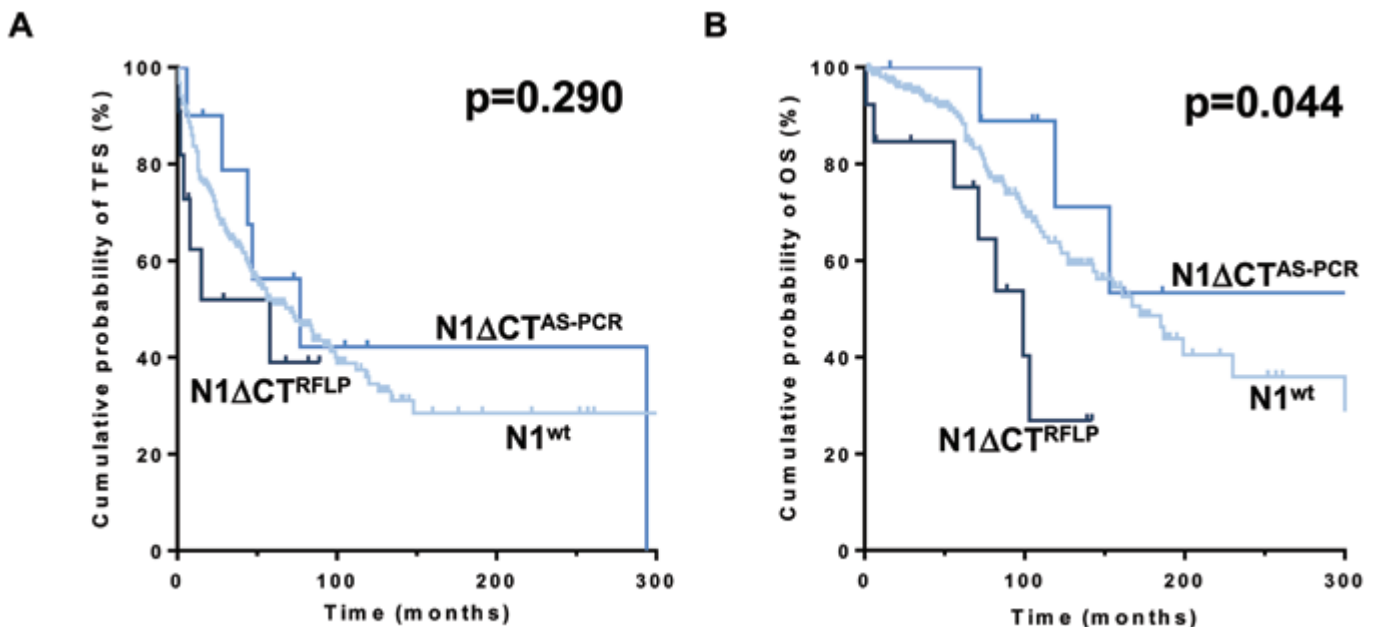 A
B
Cumulative probability of TFS (%)
100
80
60
40
20
0
p=0.290
N1ΔCT^AS-PCR
N1ΔCT^RFLP
N1^wt
0 100 200 300
Time (months)
Cumulative probability of OS (%)
100
80
60
40
20
0
p=0.044
N1ΔCT^AS-PCR
N1^wt
N1ΔCT^RFLP
0 100 200 300
Time (months)